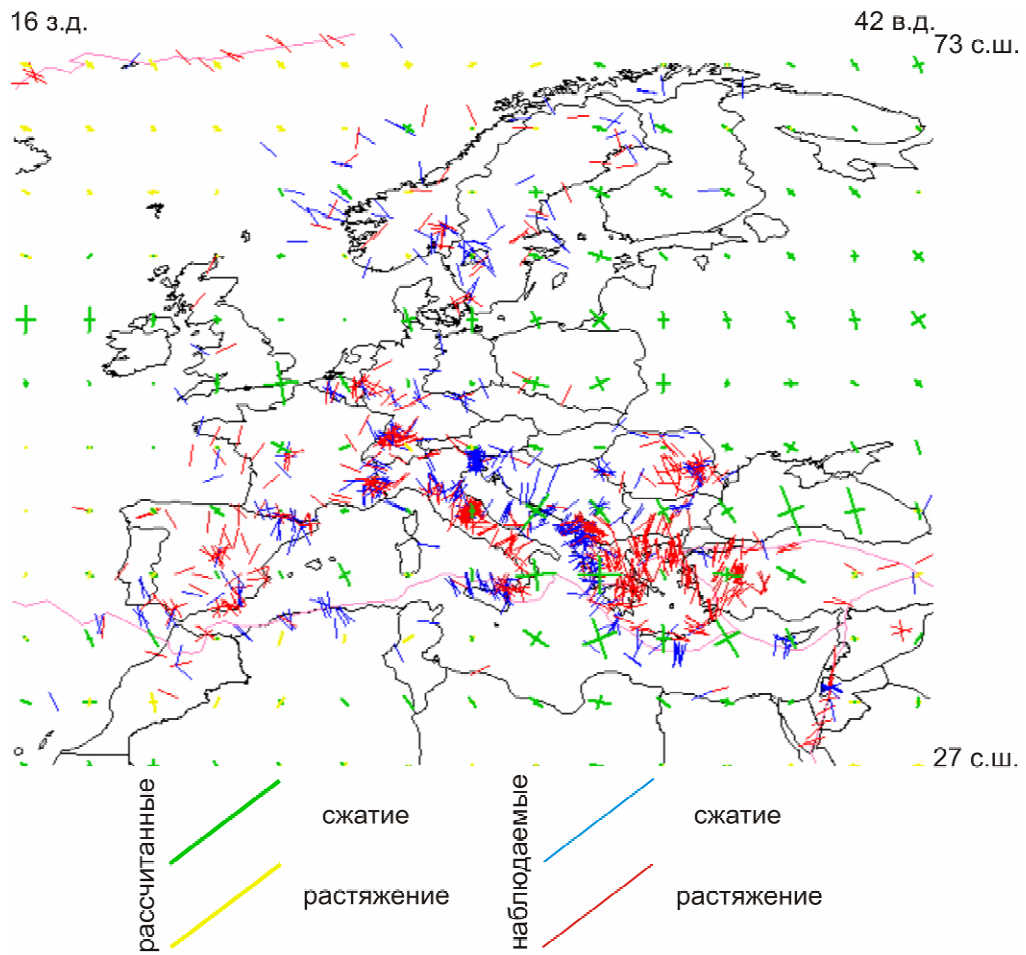 16 з.д.
42 в.д.
73 с.ш.
27 с.ш.
рассчитанные
сжатие
растяжение
наблюдаемые
сжатие
растяжение